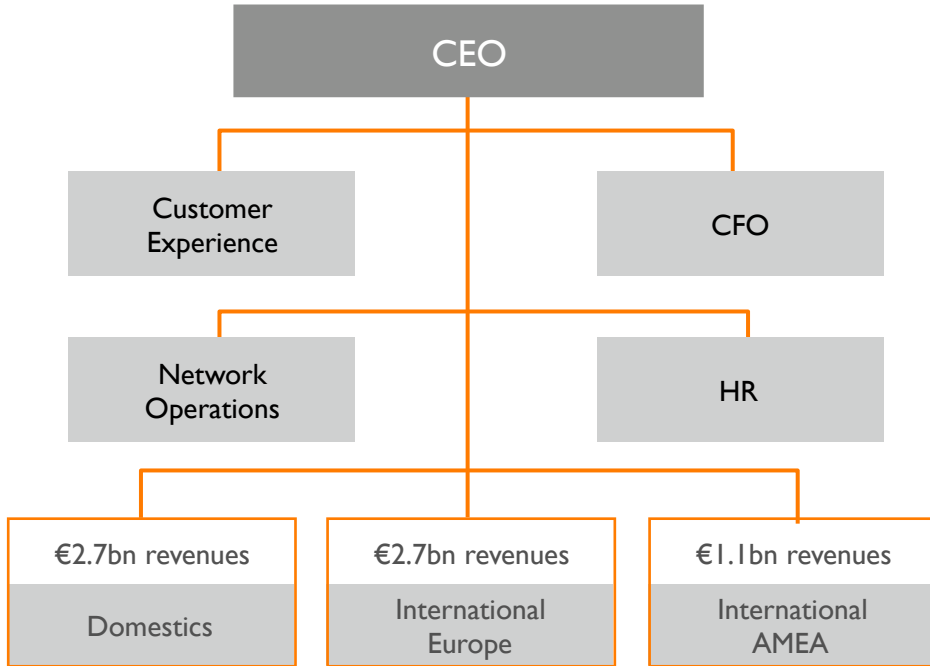 CEO
Customer
Experience
CFO
Network
Operations
HR
€2.7bn revenues
€2.7bn revenues
€1.1bn revenues
Domestics
International
Europe
International
AMEA